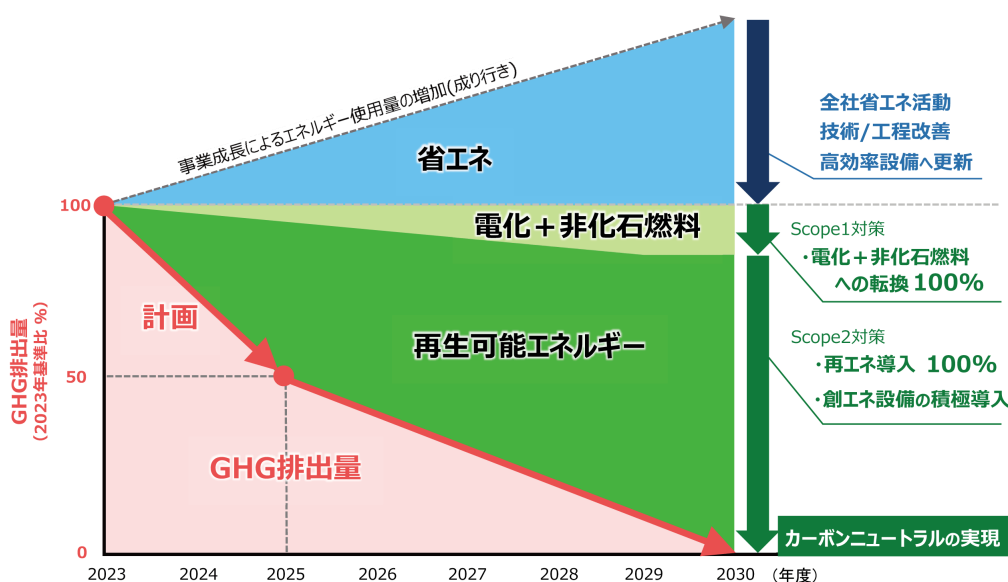 事業成長によるエネルギー使用量の増加(成り行き)
省エネ
全社省エネ活動
技術/工程改善
高効率設備へ更新
100
電化+非化石燃料
Scope1対策
・電化+非化石燃料
への転換 100%
計画
再生可能エネルギー
Scope2対策
・再エネ導入 100%
・創エネ設備の積極導入
GHG排出量
(2023年基準比 %)
50
GHG排出量
カーボンニュートラルの実現
0
2023 2024 2025 2026 2027 2028 2029 2030 (年度)